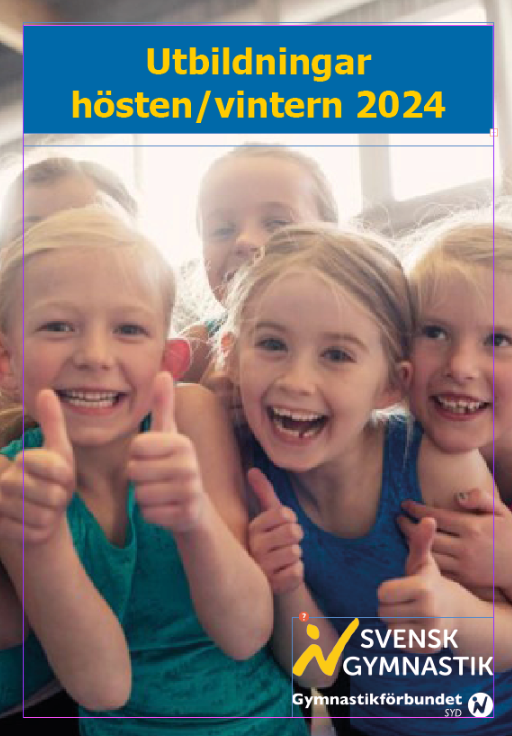 Utbildningar
hösten/vintern 2024
?
SVENSK
GYMNASTIK
Gymnastikförbundet
SYD